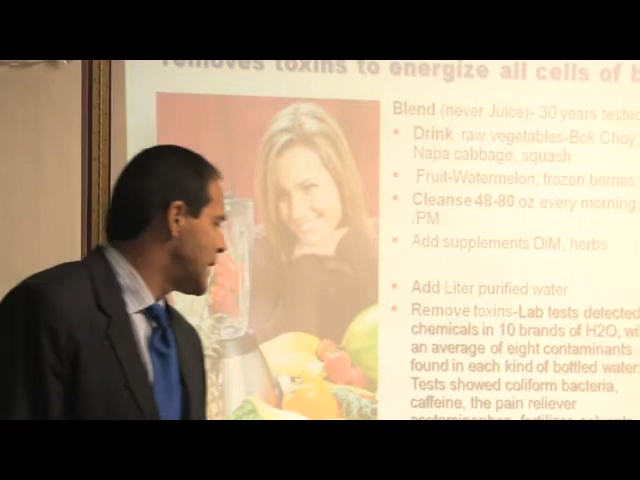 removes toxins to energize all cells of b
Blend (never Juice)- 30 years tested
Drink raw vegetables-Bok Choy,
Napa cabbage, squash
Fruit-Watermelon, frozen berries
Cleanse 48-80 oz every morning
/PM
Add supplements DIM, herbs
Add Liter purified water
Remove toxins-Lab tests detected
chemicals in 10 brands of H2O, wi
an average of eight contaminants
found in each kind of bottled water.
Tests showed coliform bacteria,
caffeine, the pain reliever
acetaminophen, fertilizer, solvents